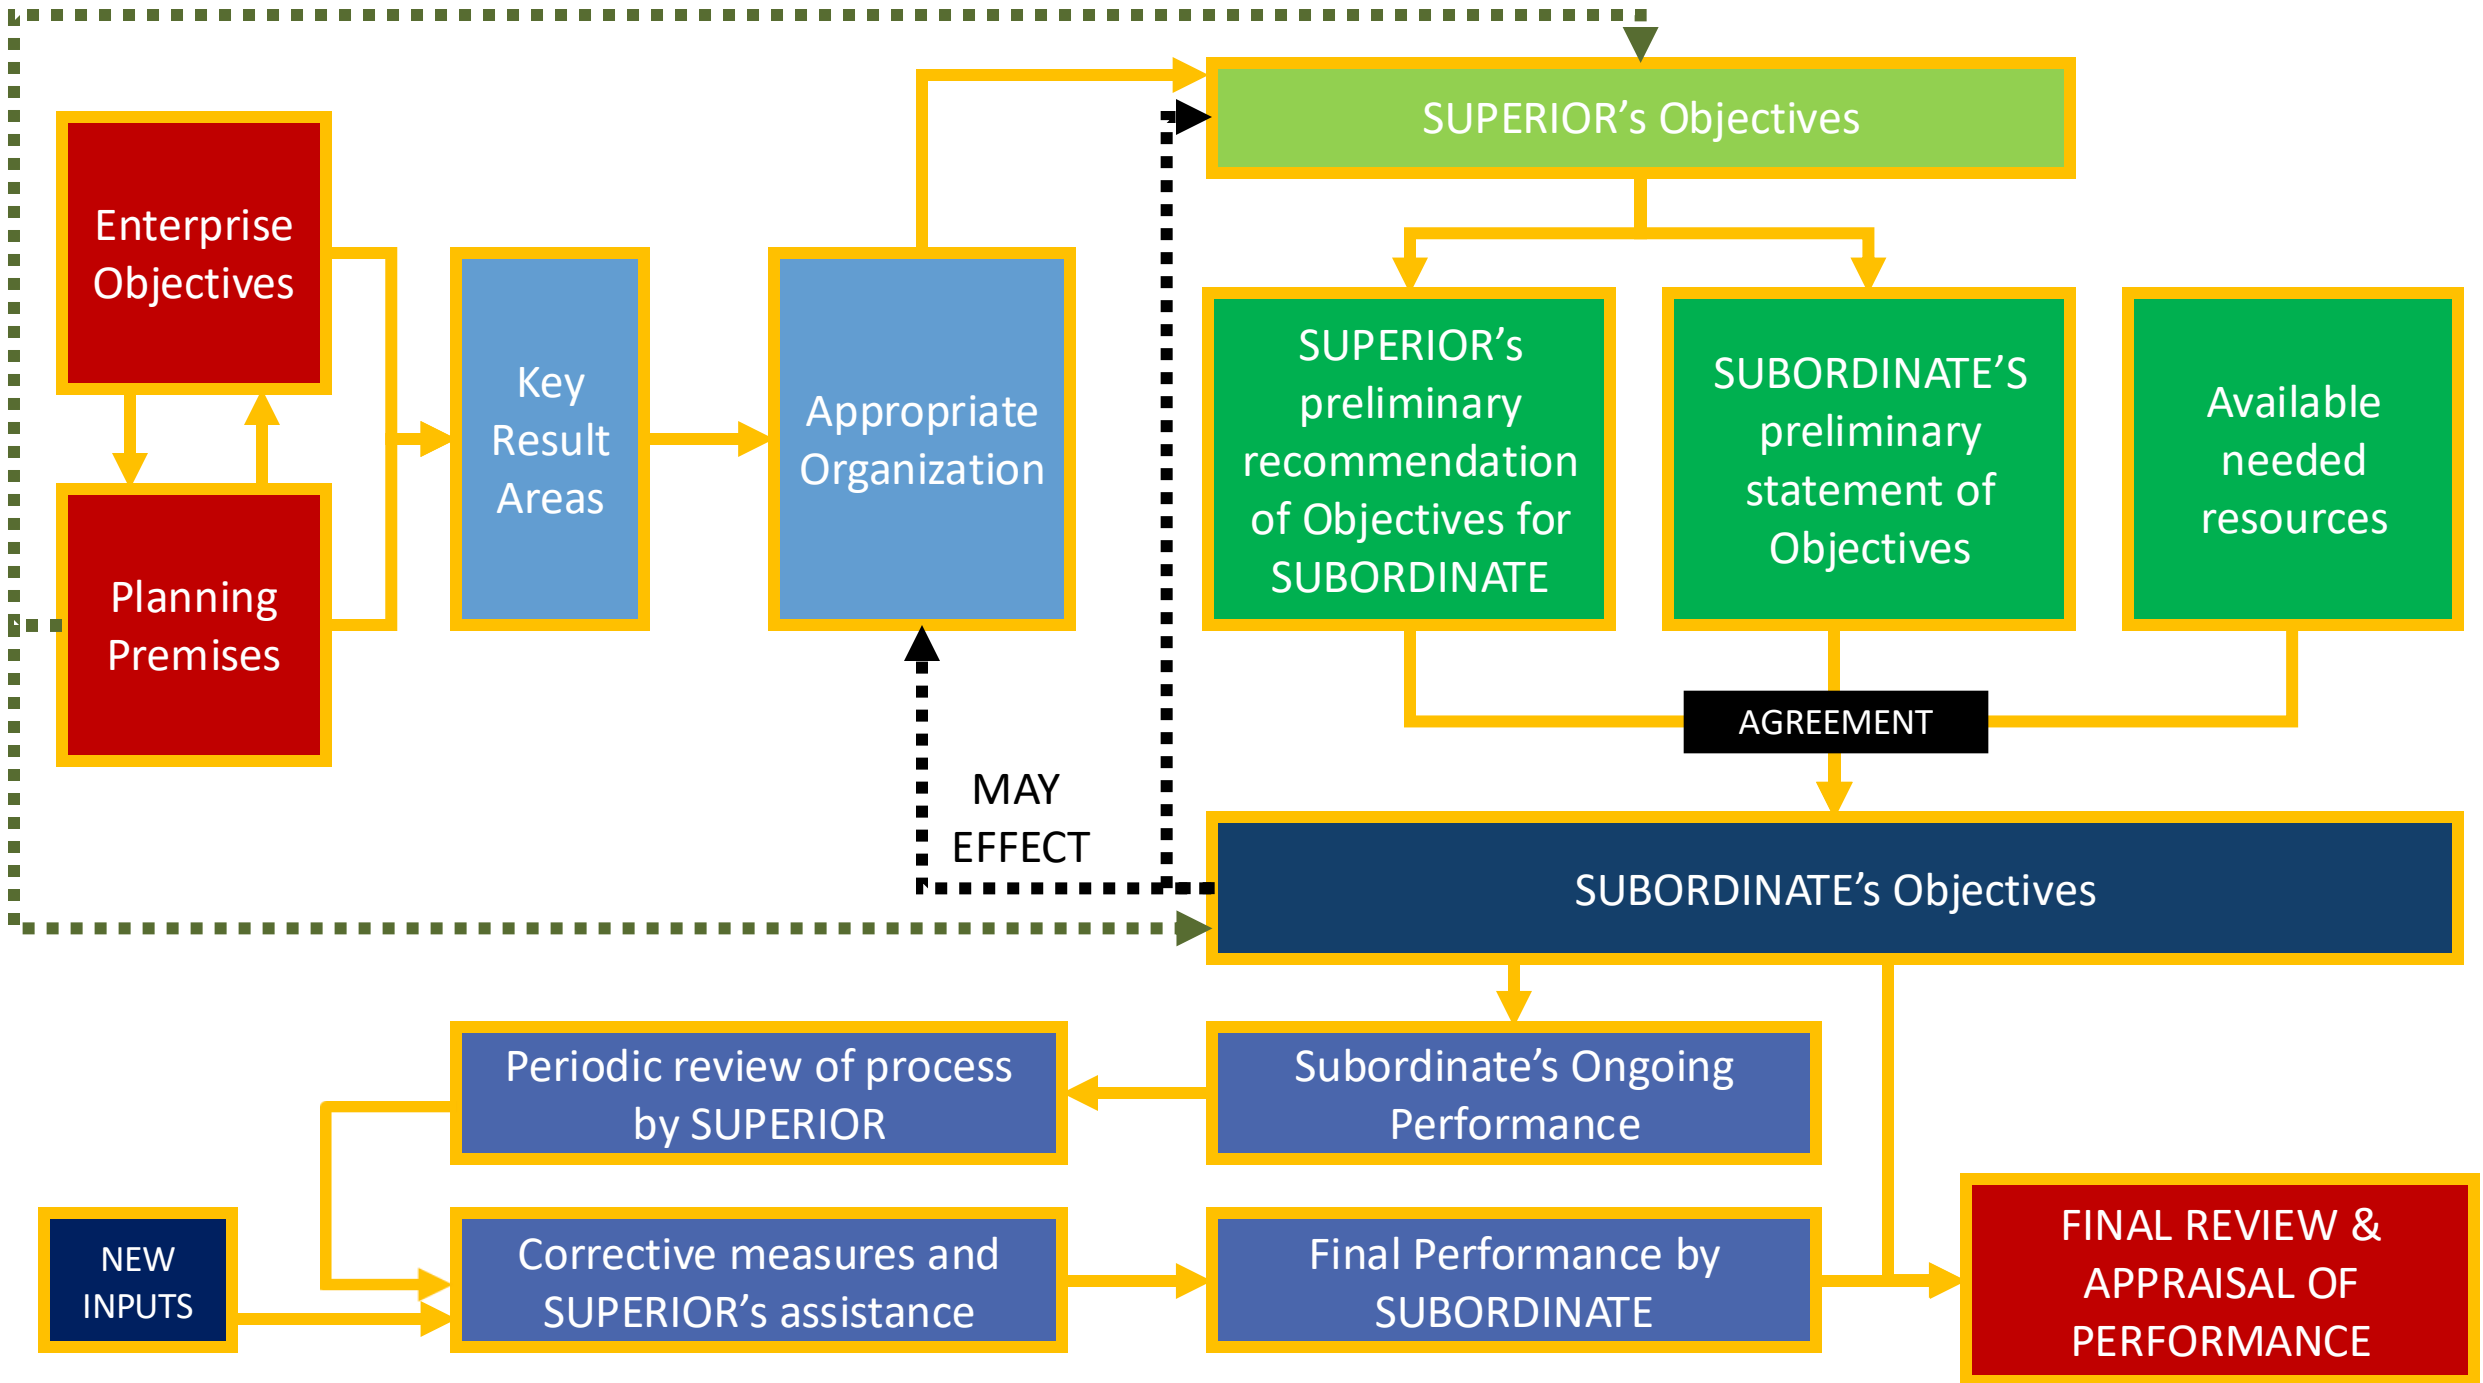 SUPERIOR’s Objectives
Enterprise
Objectives
Key
Result
Areas
Appropriate
Organization
SUPERIOR’s
preliminary
recommendation
of Objectives for
SUBORDINATE
SUBORDINATE’S
preliminary
statement of
Objectives
Available
needed
resources
Planning
Premises
AGREEMENT
MAY
EFFECT
SUBORDINATE’s Objectives
Periodic review of process
by SUPERIOR
Subordinate’s Ongoing
Performance
NEW
INPUTS
Corrective measures and
SUPERIOR’s assistance
Final Performance by
SUBORDINATE
FINAL REVIEW &
APPRAISAL OF
PERFORMANCE